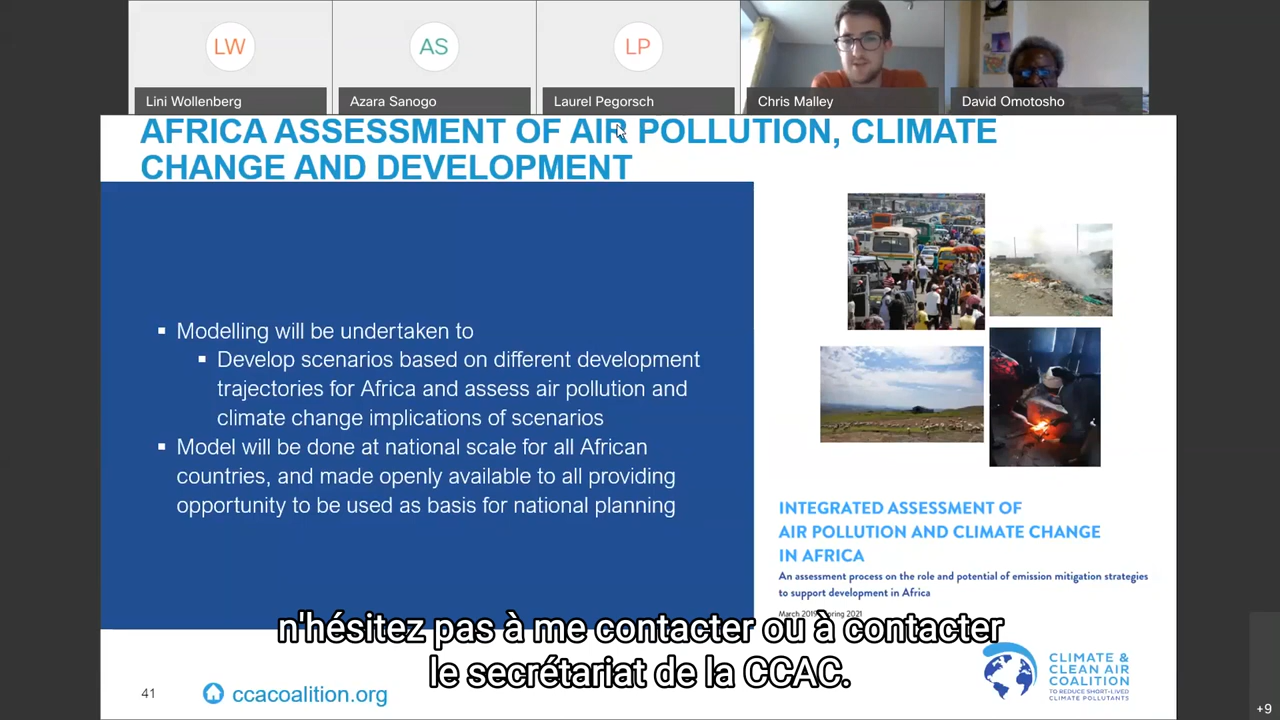 LW
AS
LP
Lini Wollenberg
Azara Sanogo
Laurel Pegorsch
Chris Malley
David Omotosho
AFRICA ASSESSMENT OF AIR POLLUTION, CLIMATE
CHANGE AND DEVELOPMENT
▪ Modelling will be undertaken to
▪ Develop scenarios based on different development
trajectories for Africa and assess air pollution and
climate change implications of scenarios
▪ Model will be done at national scale for all African
countries, and made openly available to all providing
opportunity to be used as basis for national planning
INTEGRATED ASSESSMENT OF
AIR POLLUTION AND CLIMATE CHANGE
IN AFRICA
An assessment process on the role and potential of emission mitigation strategies
to support development in Africa
March 2019 Spring 2021
n'hésitez pas à me contacter ou à contacter
le secrétariat de la CCAC.
41
ccacoalition.org
CLIMATE &
CLEAN AIR
COALITION
TO REDUCE SHORT-LIVED
CLIMATE POLLUTANTS
+9